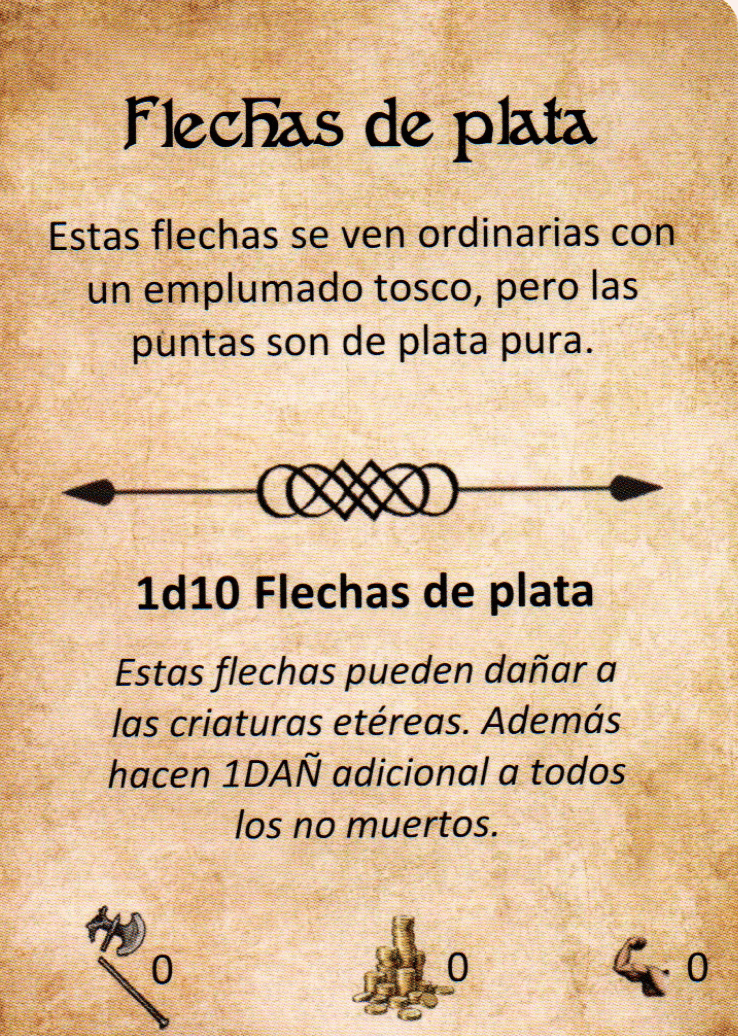 Flechas de plata
Estas flechas se ven ordinarias con
un emplumado tosco, pero las
puntas son de plata pura.
1d10 Flechas de plata
Estas flechas pueden dañar a
las criaturas etéreas. Además
hacen 1DAÑ adicional a todos
los no muertos.
0 0 0